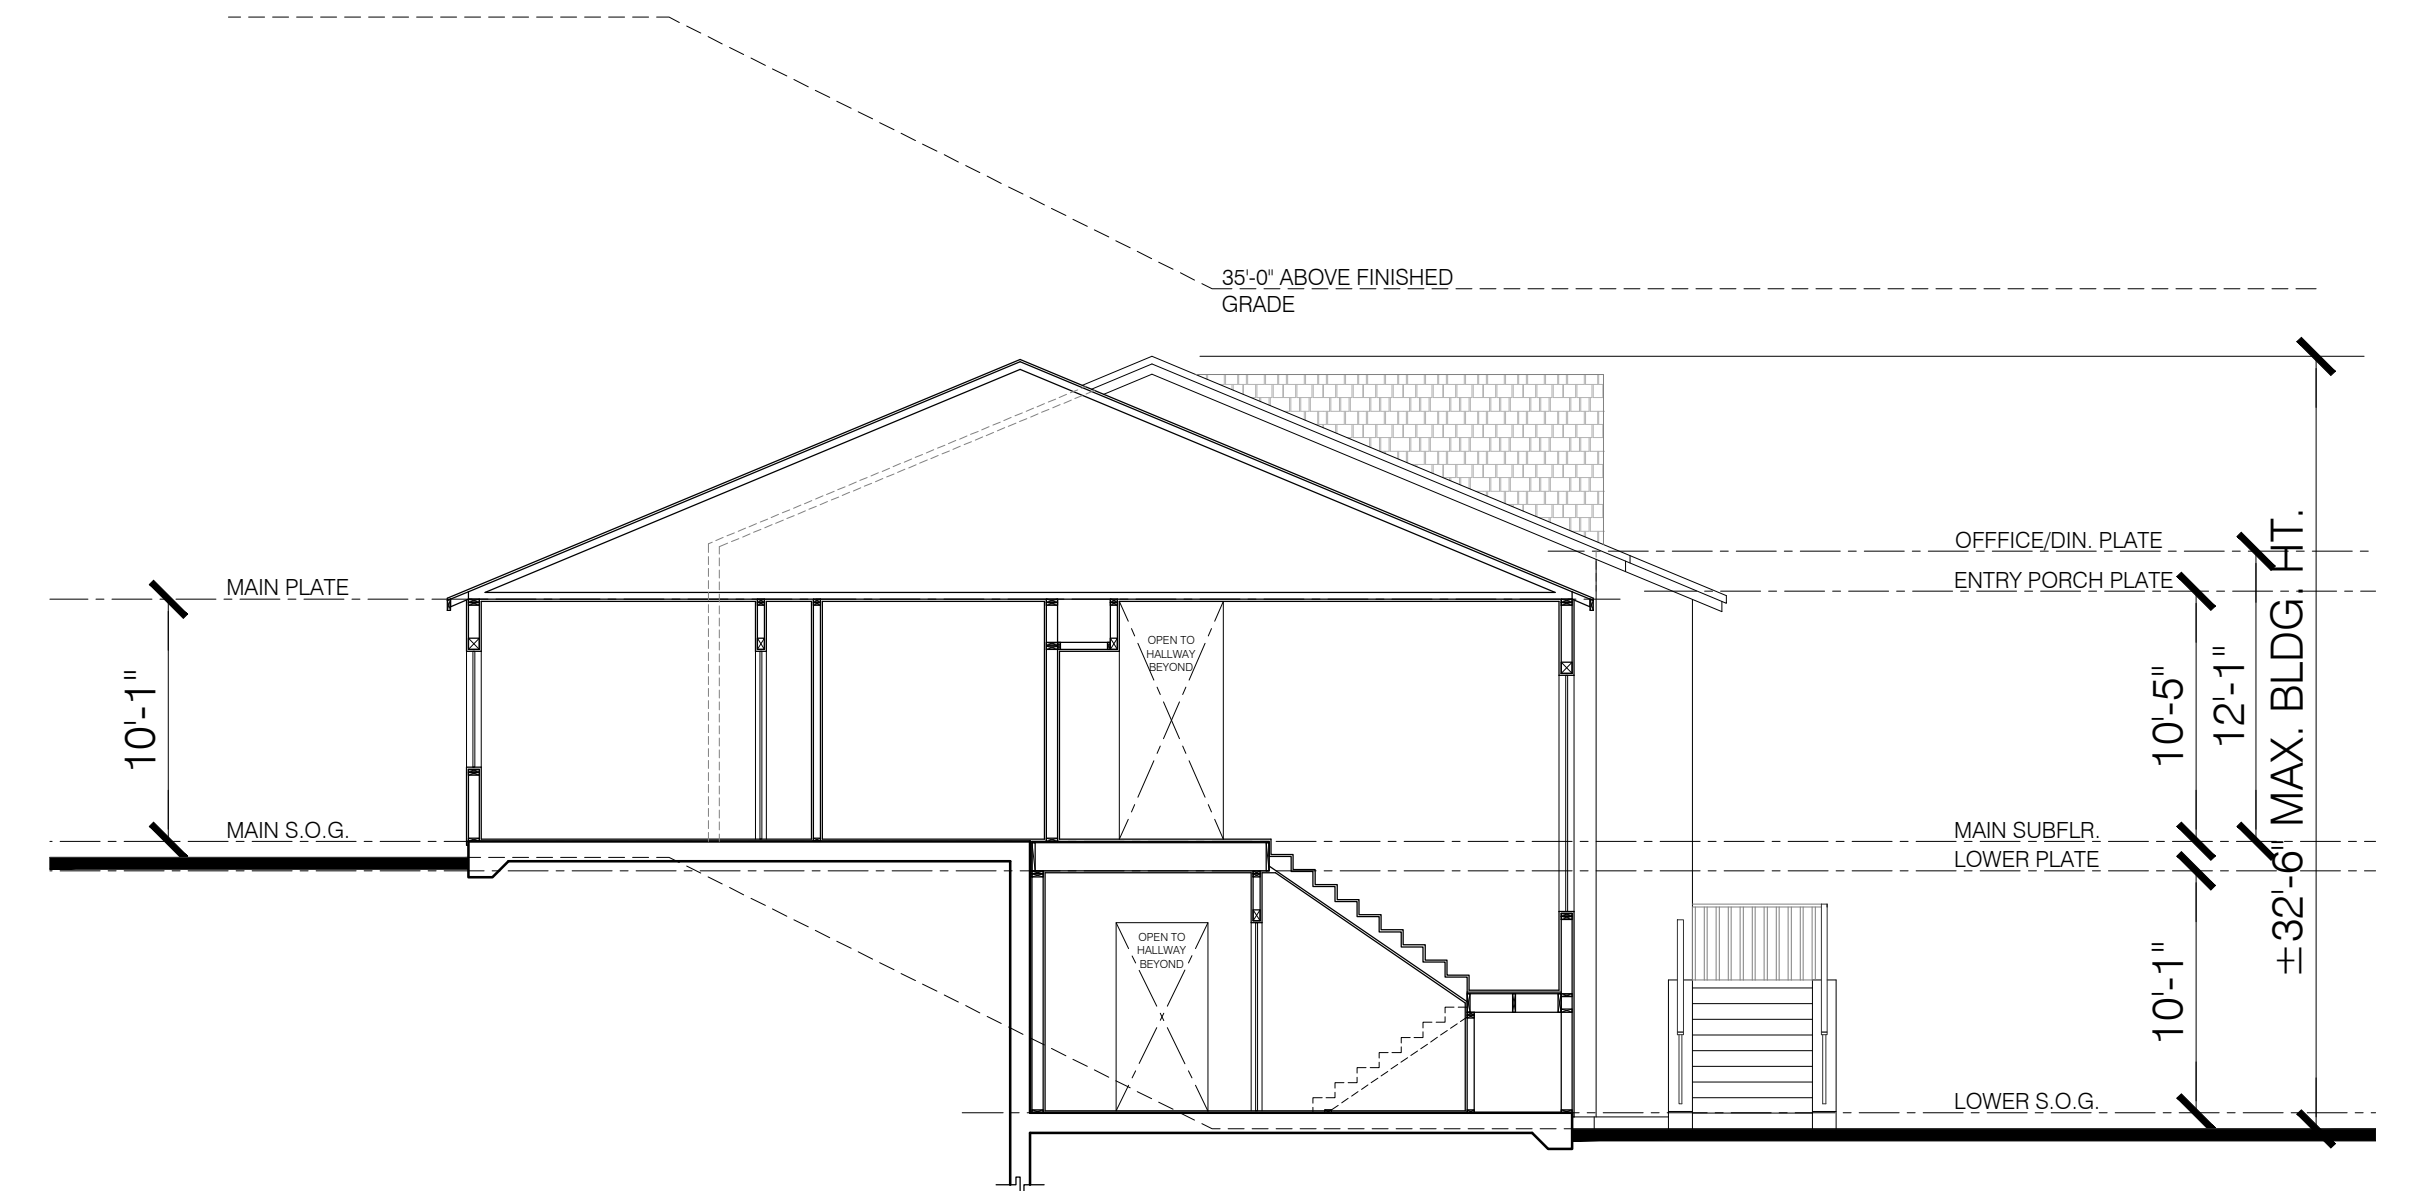 35'-0" ABOVE FINISHED
GRADE
OFFFICE/DIN. PLATE
MAIN PLATE
ENTRY PORCH PLATE
OPEN TO
HALLWAY
BEYOND
10'-1"
10'-5"
12'-1"
±32'-6" MAX. BLDG. HT.
MAIN S.O.G.
MAIN SUBFLR.
LOWER PLATE
OPEN TO
HALLWAY
BEYOND
10'-1"
LOWER S.O.G.